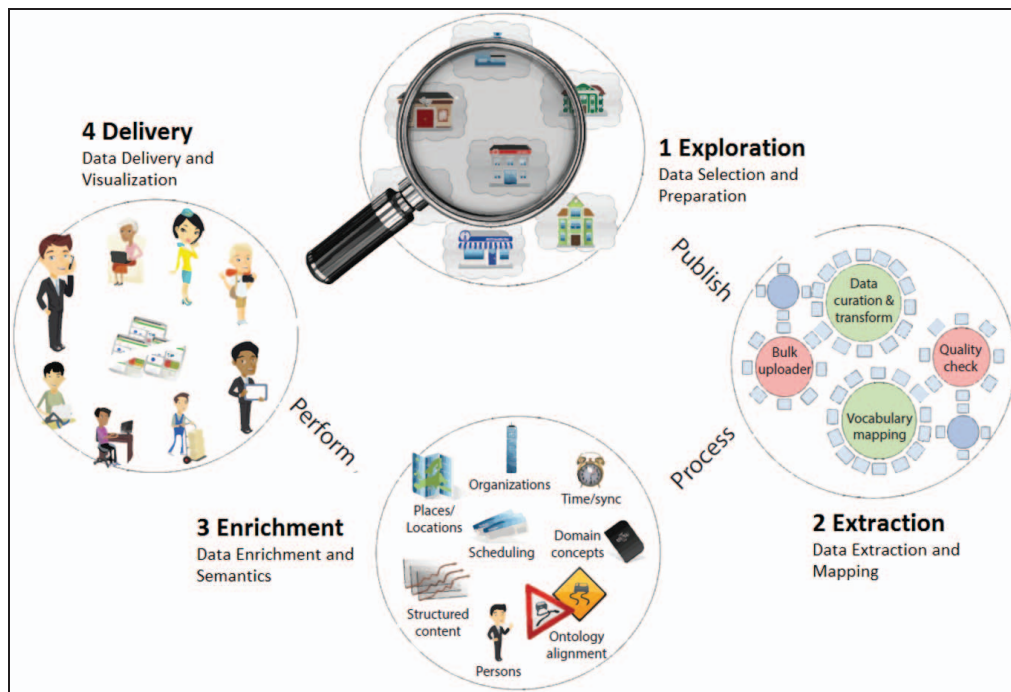 1 Exploration
Data Selection and
Preparation
Publish
Data
curation &
transform
Bulk
uploader
Quality
check
Vocabulary
mapping
2 Extraction
Data Extraction and
Mapping
Process
Organizations
Places/
Locations
Time/sync
Scheduling
Domain
concepts
Structured
content
Ontology
alignment
Persons
3 Enrichment
Data Enrichment and
Semantics
Perform
4 Delivery
Data Delivery and
Visualization